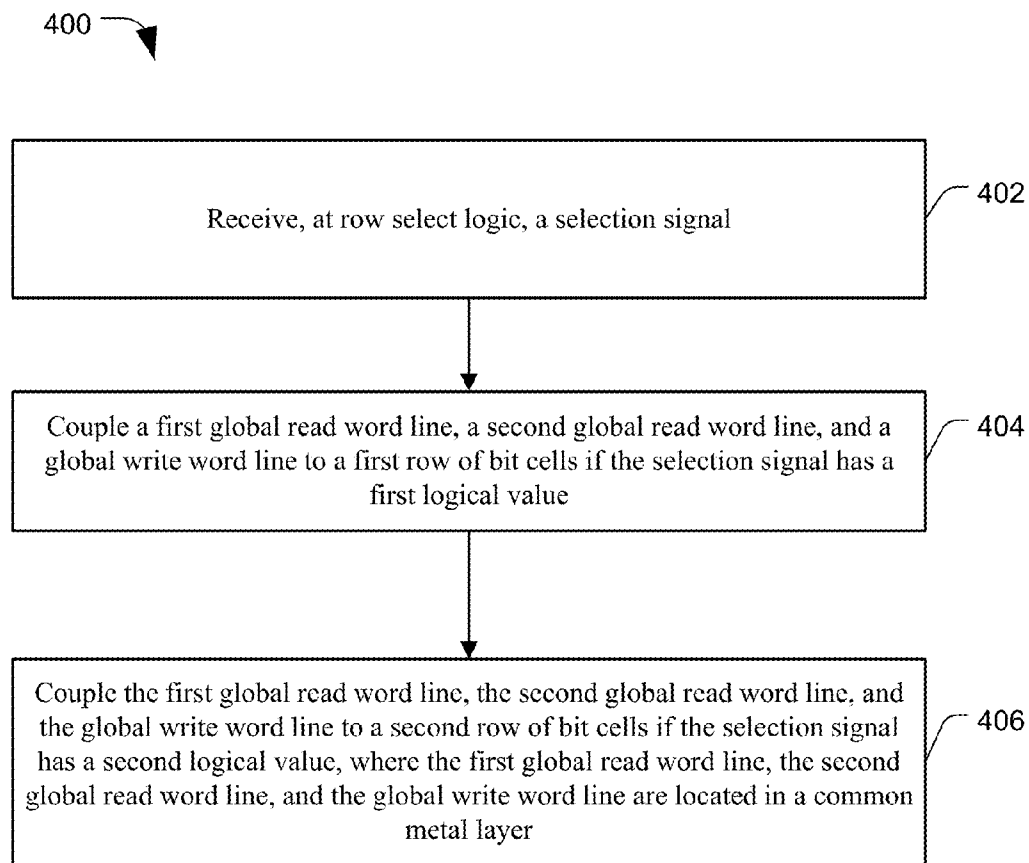 400
402
Receive, at row select logic, a selection signal
404
Couple a first global read word line, a second global read word line, and a
global write word line to a first row of bit cells if the selection signal has a
first logical value
406
Couple the first global read word line, the second global read word line, and
the global write word line to a second row of bit cells if the selection signal
has a second logical value, where the first global read word line, the second
global read word line, and the global write word line are located in a common
metal layer